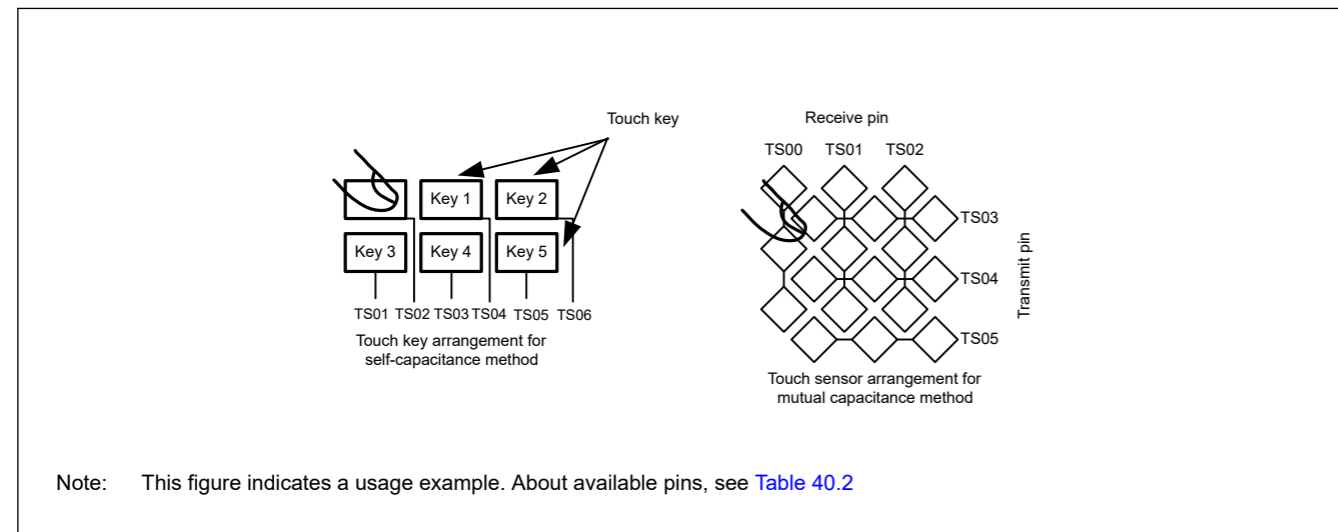 Touch key
Key 1
Key 2
Key 3
Key 4
Key 5
TS01 TS02 TS03 TS04 TS05 TS06
Touch key arrangement for
self-capacitance method
Receive pin
TS00 TS01 TS02
TS03
TS04
TS05
Transmit pin
Touch sensor arrangement for
mutual capacitance method
Note: This figure indicates a usage example. About available pins, see Table 40.2